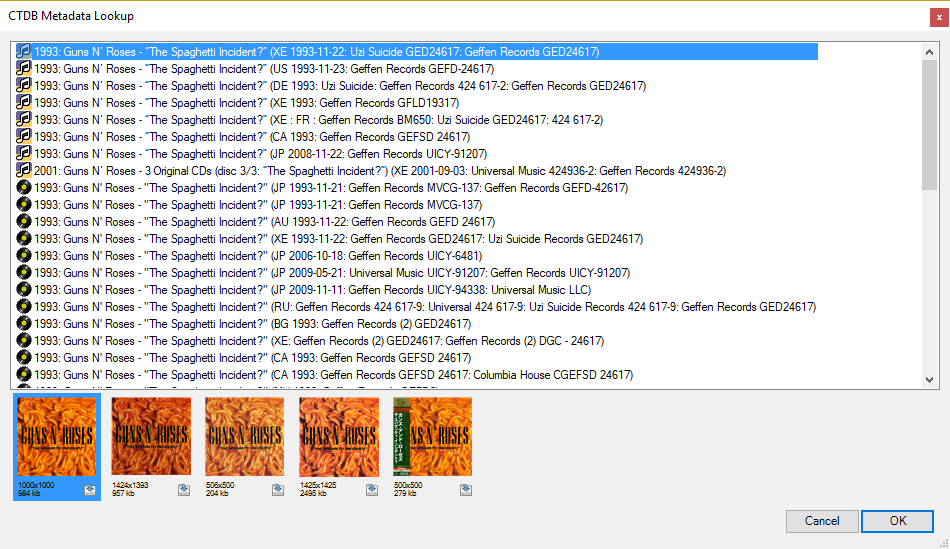 CTDB Metadata Lookup
1993: Guns N' Roses - “The Spaghetti Incident?” (XE 1993-11-22: Uzi Suicide GED24617: Geffen Records GED24617)
1993: Guns N' Roses - “The Spaghetti Incident?” (US 1993-11-23: Geffen Records GEFD-24617)
1993: Guns N' Roses - “The Spaghetti Incident?” (DE 1993: Uzi Suicide: Geffen Records 424 617-2: Geffen Records GED24617)
1993: Guns N' Roses - “The Spaghetti Incident?” (XE 1993: Geffen Records GFLD19317)
1993: Guns N' Roses - “The Spaghetti Incident?” (XE : FR : Geffen Records BM650: Uzi Suicide GED24617: 424 617-2)
1993: Guns N' Roses - “The Spaghetti Incident?” (CA 1993: Geffen Records GEFSD 24617)
1993: Guns N' Roses - “The Spaghetti Incident?” (JP 2008-11-22: Geffen Records UICY-91207)
2001: Guns N' Roses - 3 Original CDs (disc 3/3: “The Spaghetti Incident?”) (XE 2001-09-03: Universal Music 424936-2: Geffen Records 424936-2)
1993: Guns N' Roses - "The Spaghetti Incident?" (JP 1993-11-21: Geffen Records MVCG-137: Geffen Records GEFD-42617)
1993: Guns N' Roses - "The Spaghetti Incident?" (JP 1993-11-21: Geffen Records MVCG-137)
1993: Guns N' Roses - "The Spaghetti Incident?" (AU 1993-11-22: Geffen Records GEFD 24617)
1993: Guns N' Roses - "The Spaghetti Incident?" (XE 1993-11-22: Geffen Records GED24617: Uzi Suicide Records GED24617)
1993: Guns N' Roses - "The Spaghetti Incident?" (JP 2006-10-18: Geffen Records UICY-6481)
1993: Guns N' Roses - "The Spaghetti Incident?" (JP 2009-05-21: Universal Music UICY-91207: Geffen Records UICY-91207)
1993: Guns N' Roses - "The Spaghetti Incident?" (JP 2009-11-11: Geffen Records UICY-94338: Universal Music LLC)
1993: Guns N' Roses - "The Spaghetti Incident?" (RU: Geffen Records 424 617-9: Universal 424 617-9: Uzi Suicide Records 424 617-9: Geffen Records GED24617)
1993: Guns N' Roses - "The Spaghetti Incident?" (BG 1993: Geffen Records (2) GED24617)
1993: Guns N' Roses - "The Spaghetti Incident?" (XE: Geffen Records (2) GED24617: Geffen Records (2) DGC - 24617)
1993: Guns N' Roses - "The Spaghetti Incident?" (CA 1993: Geffen Records GEFSD 24617)
1993: Guns N' Roses - "The Spaghetti Incident?" (CA 1993: Geffen Records GEFSD 24617: Columbia House CGEFSD 24617)
GUNS N' ROSES
"THE SPAGHETTI INCIDENT?"
GUNS N' ROSES
"THE SPAGHETTI INCIDENT?"
GUNS N' ROSES
"THE SPAGHETTI INCIDENT?"
GUNS N' ROSES
"THE SPAGHETTI INCIDENT?"
GUNS N' ROSES
1000x1000
984 kb
1424x1393
957 kb
506x500
204 kb
1425x1425
2495 kb
500x500
279 kb
Cancel
OK